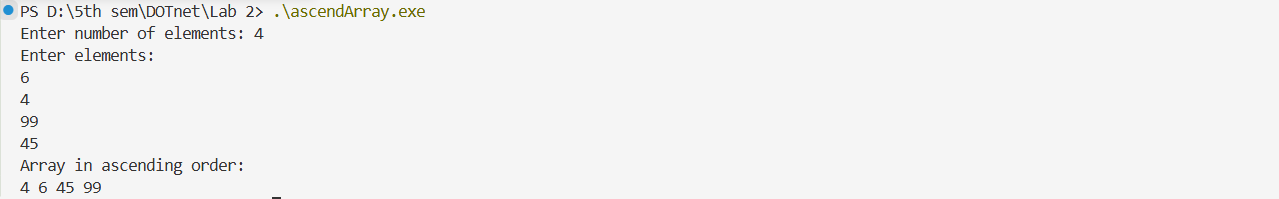 PS D:\5th sem\DOTnet\Lab 2> .\ascendArray.exe
Enter number of elements: 4
Enter elements:
6
4
99
45
Array in ascending order:
4 6 45 99